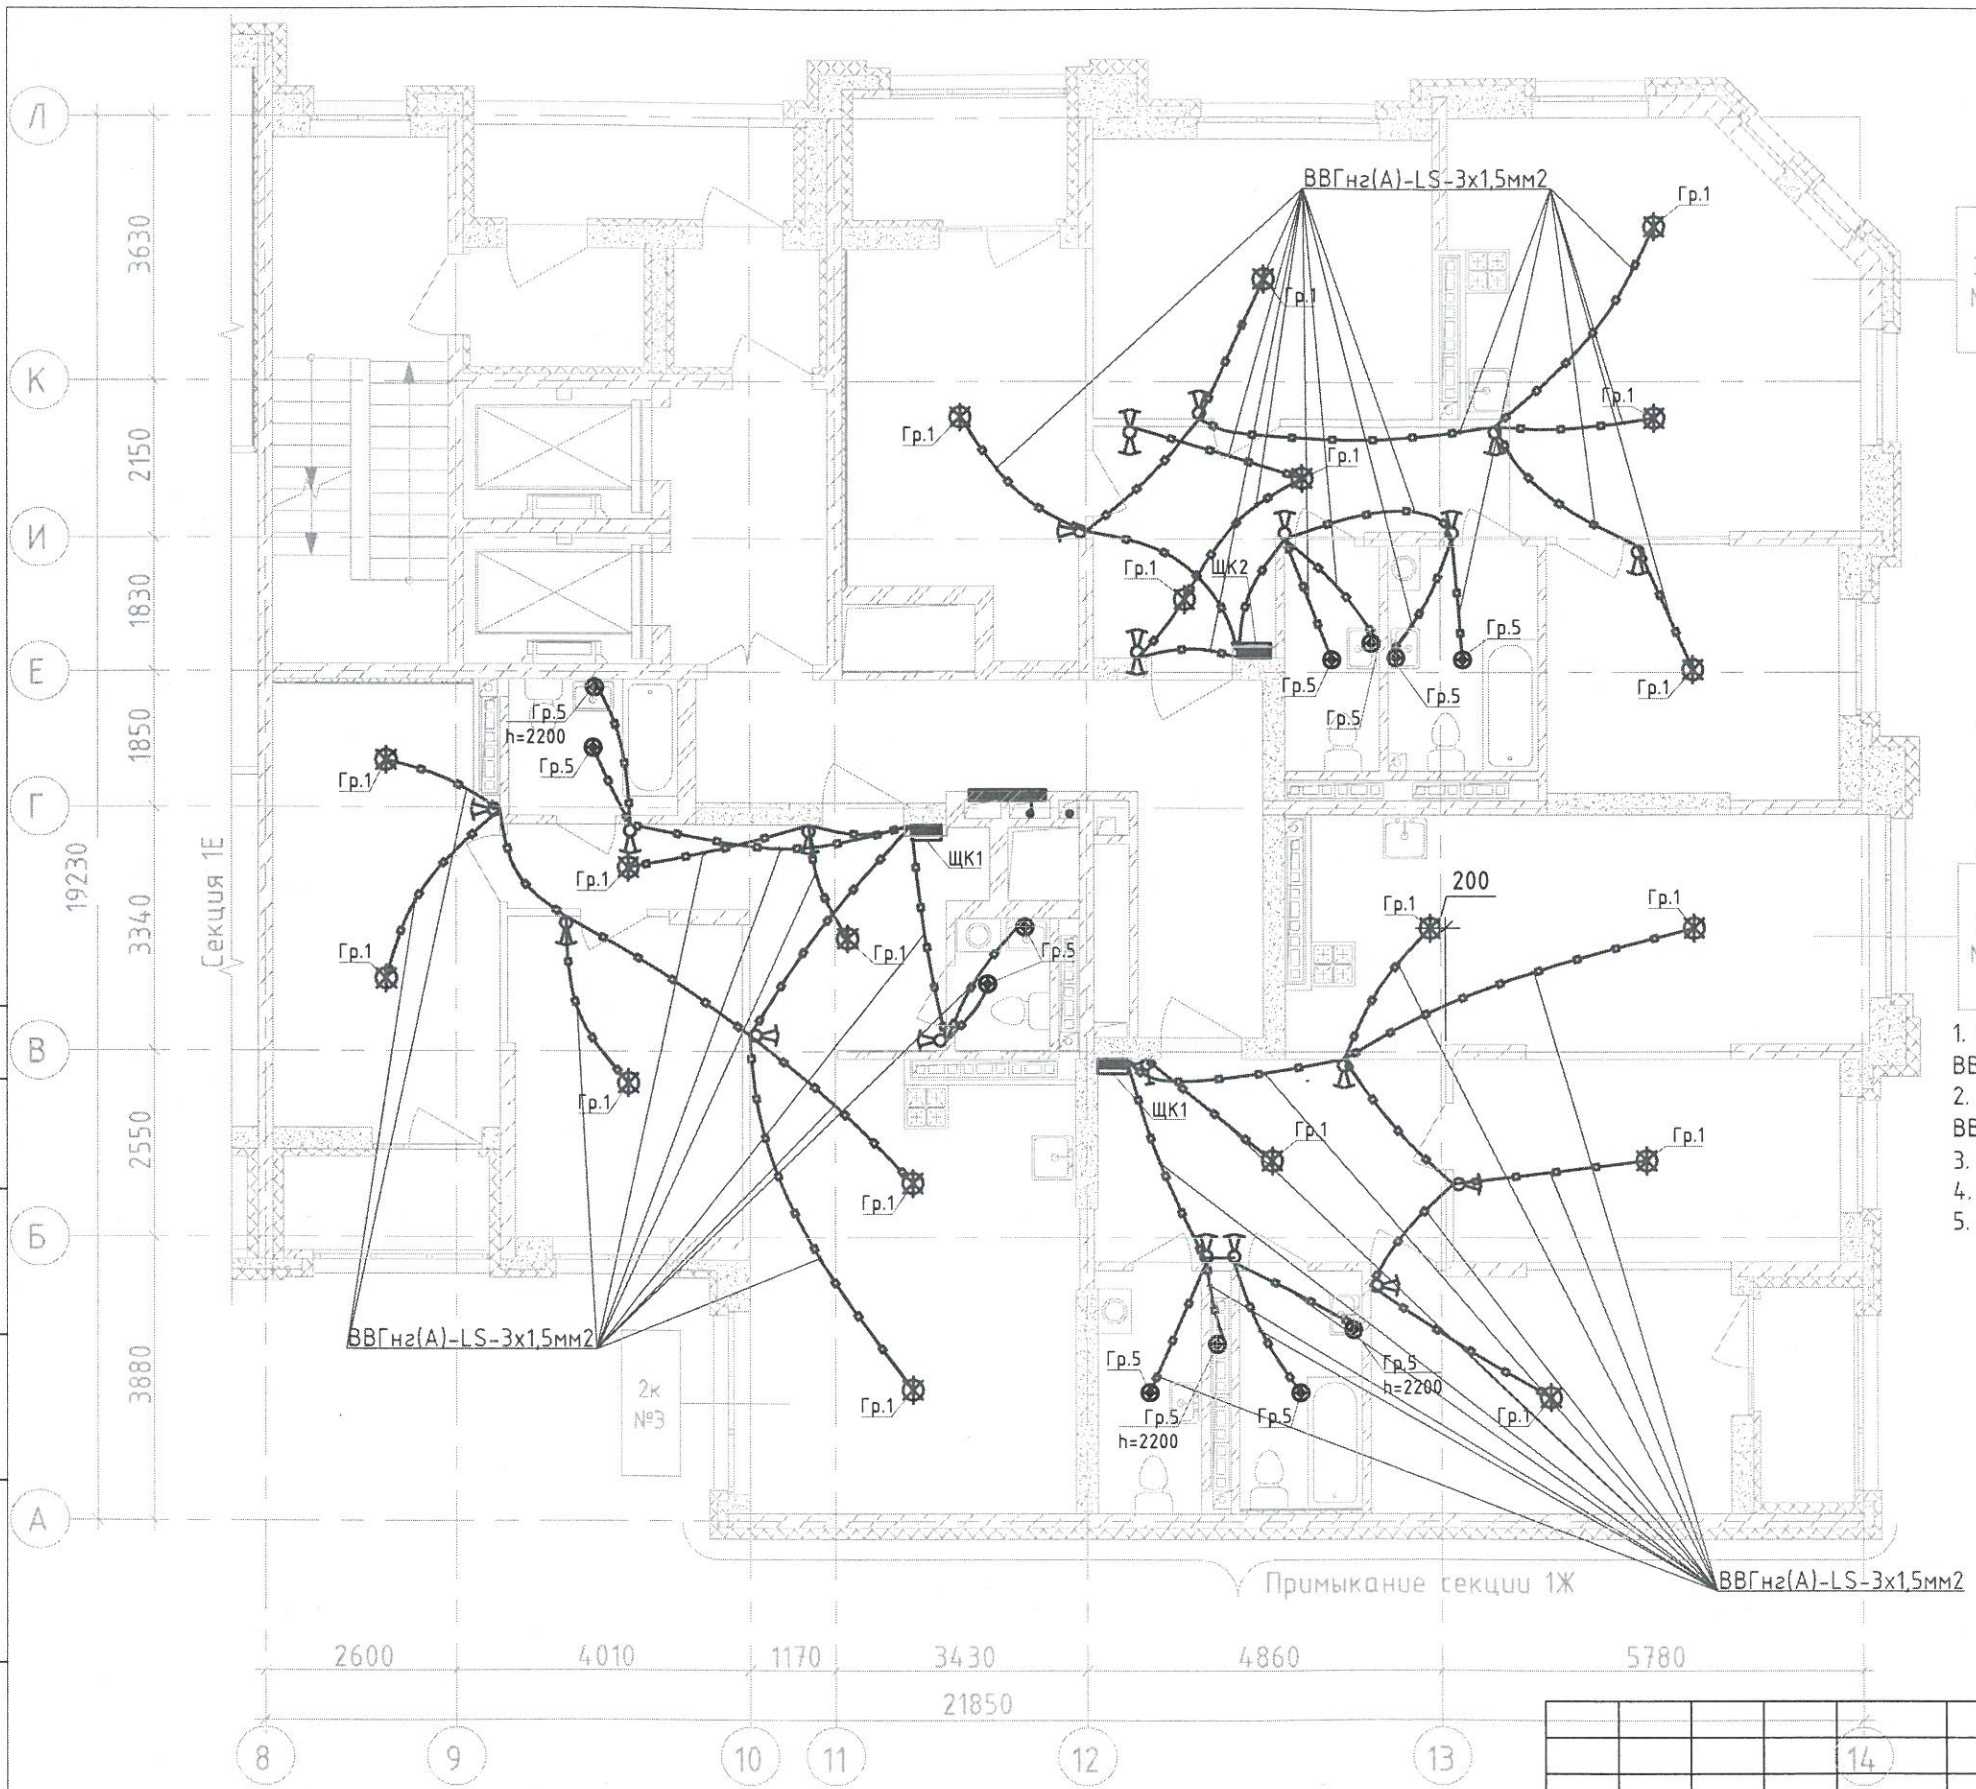 Л
К
И
Е
Г
В
Б
А
3630
2150
1830
1850
3340
2550
3880
19230
Секция 1Е
ВВГнг(А)-LS-3х1,5мм2
Гр.1
Гр.1
Гр.1
Гр.1
Гр.1
Гр.1
ЩК2
Гр.5
Гр.5
Гр.5
Гр.5
Гр.1
Гр.5
h=2200
Гр.5
Гр.1
Гр.1
ЩК1
Гр.1
Гр.1
Гр.5
Гр.1
Гр.1
Гр.1
200
Гр.1
Гр.1
ЩК1
Гр.1
Гр.1
ВВГнг(А)-LS-3х1,5мм2
2к
№3
Гр.5
Гр.5
h=2200
Гр.5
Гр.5
h=2200
Гр.1
1.
ВВ
2.
ВВ
3.
4.
5.
Примыкание секции 1Ж
ВВГнг(А)-LS-3х1,5мм2
2600
4010
1170
3430
4860
5780
21850
8
9
10
11
12
13
14